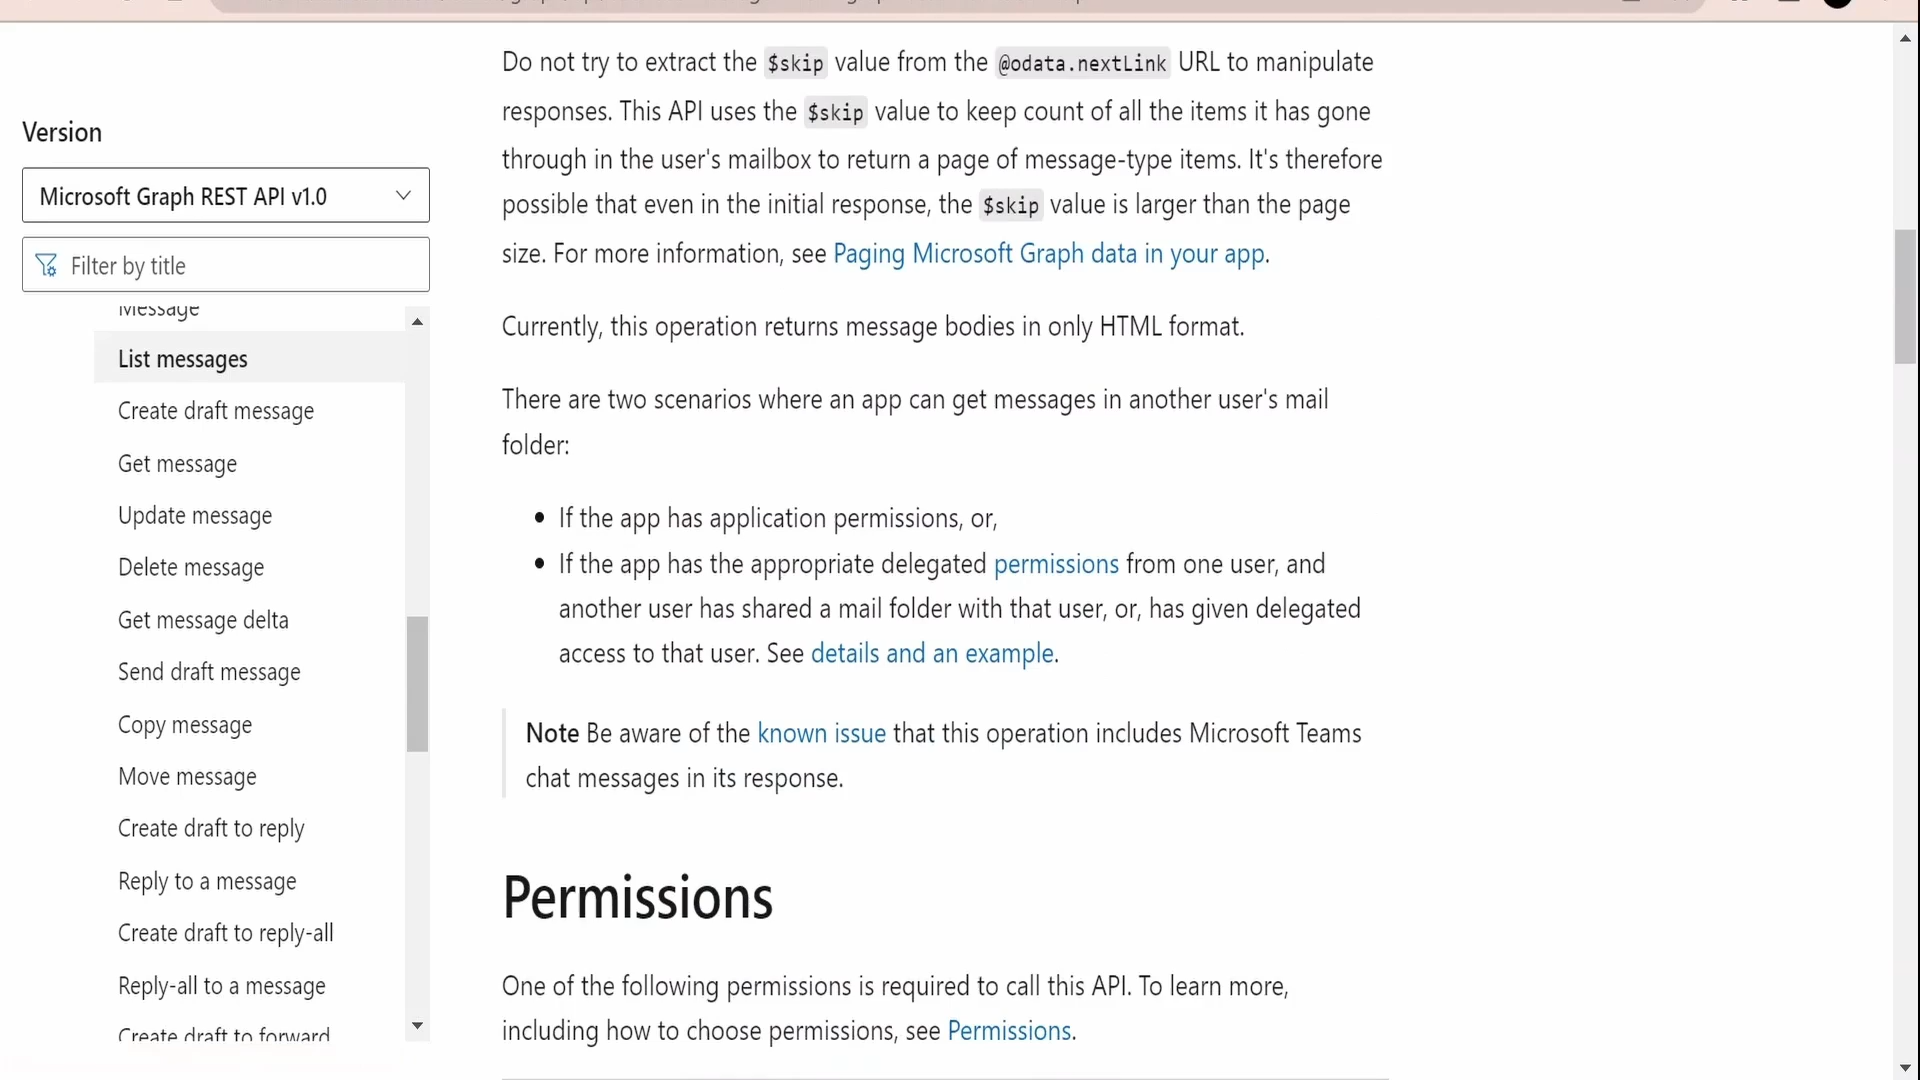 Do not try to extract the $skip value from the @odata.nextLink URL to manipulate
responses. This API uses the $skip value to keep count of all the items it has gone
through in the user's mailbox to return a page of message-type items. It's therefore
possible that even in the initial response, the $skip value is larger than the page
size. For more information, see Paging Microsoft Graph data in your app.
Currently, this operation returns message bodies in only HTML format.
There are two scenarios where an app can get messages in another user's mail
folder:
• If the app has application permissions, or,
• If the app has the appropriate delegated permissions from one user, and
another user has shared a mail folder with that user, or, has given delegated
access to that user. See details and an example.
Note Be aware of the known issue that this operation includes Microsoft Teams
chat messages in its response.
Permissions
One of the following permissions is required to call this API. To learn more,
including how to choose permissions, see Permissions.
Version
Microsoft Graph REST API v1.0
Filter by title
Message
List messages
Create draft message
Get message
Update message
Delete message
Get message delta
Send draft message
Copy message
Move message
Create draft to reply
Reply to a message
Create draft to reply-all
Reply-all to a message
Create draft to forward